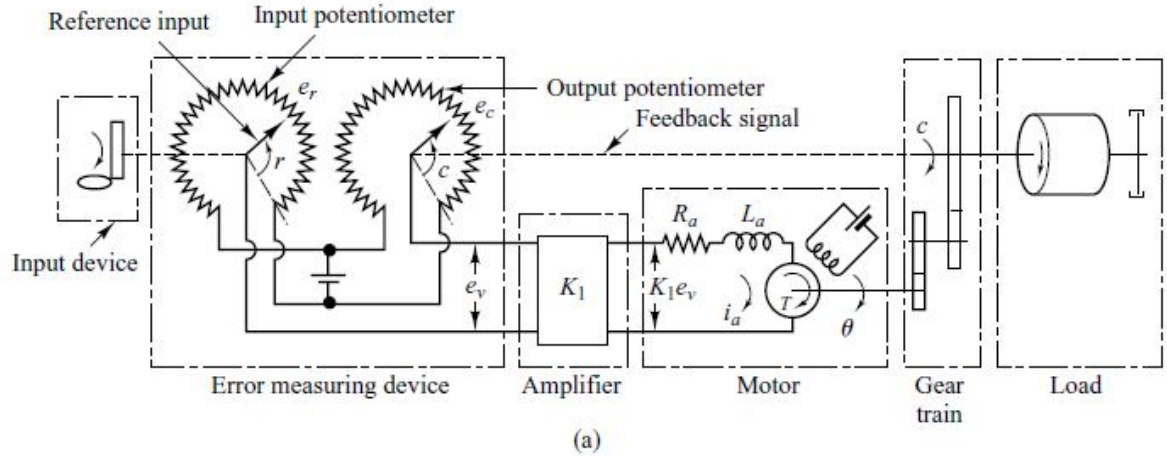 Reference input
Input potentiometer
e_r
Output potentiometer
e_c
Feedback signal
r
c
c
Input device
R_a
L_a
e_v
K_1
K_1e_v
i_a
T
θ
Error measuring device
Amplifier
Motor
Gear
train
Load
(a)